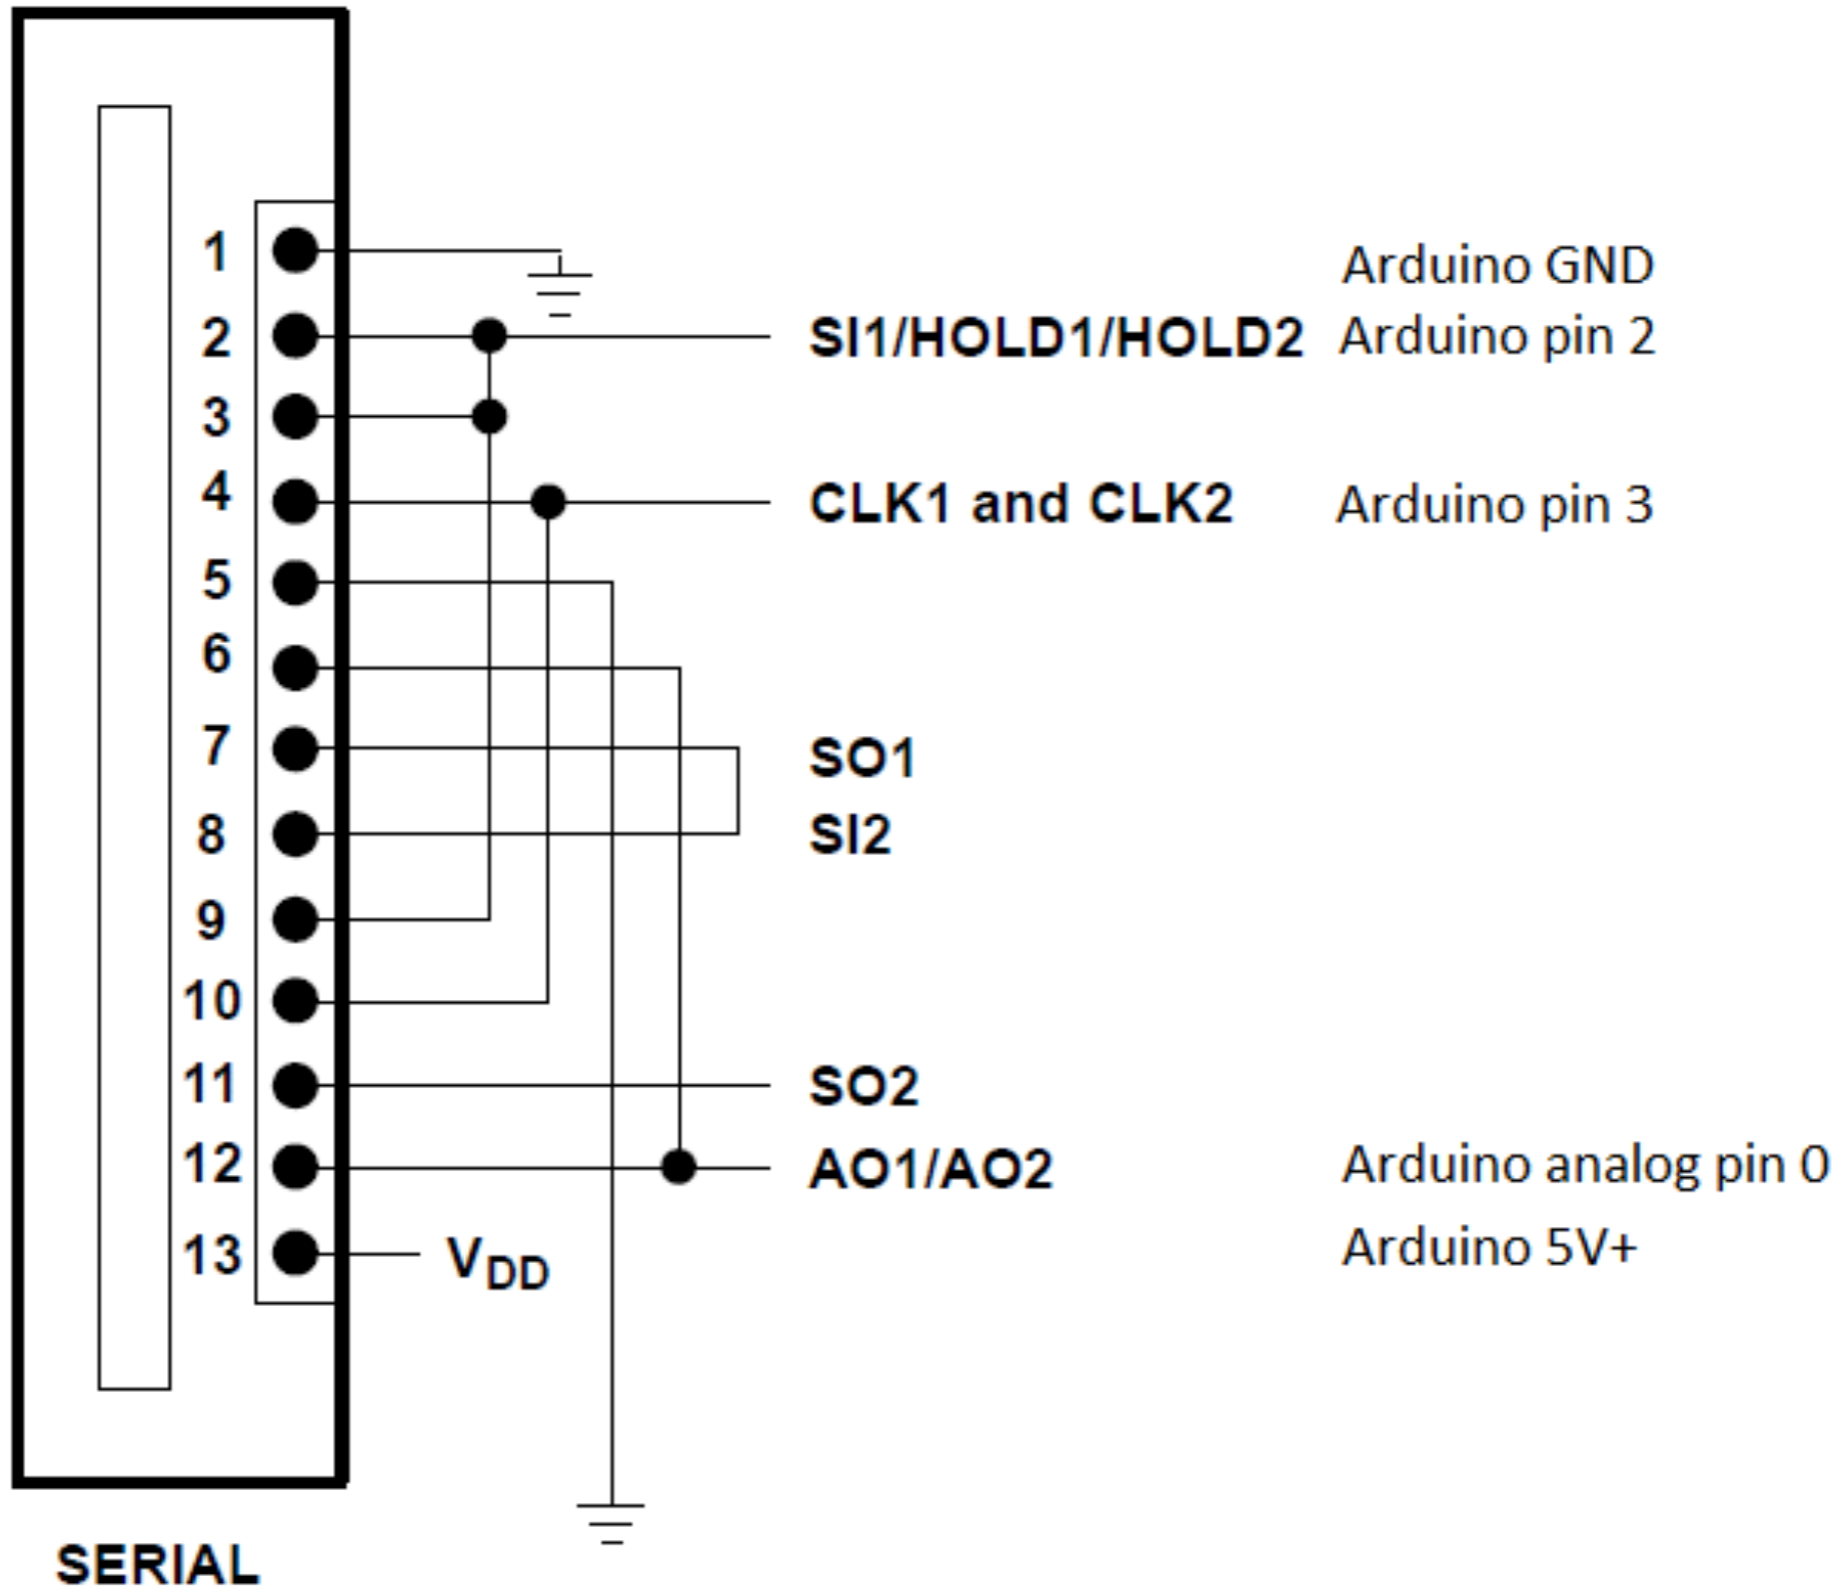 1
Arduino GND
2 SI1/HOLD1/HOLD2 Arduino pin 2
3
4 CLK1 and CLK2 Arduino pin 3
5
6
7 SO1
8 SI2
9
10
11 SO2
12 AO1/AO2 Arduino analog pin 0
13 VDD Arduino 5V+
SERIAL